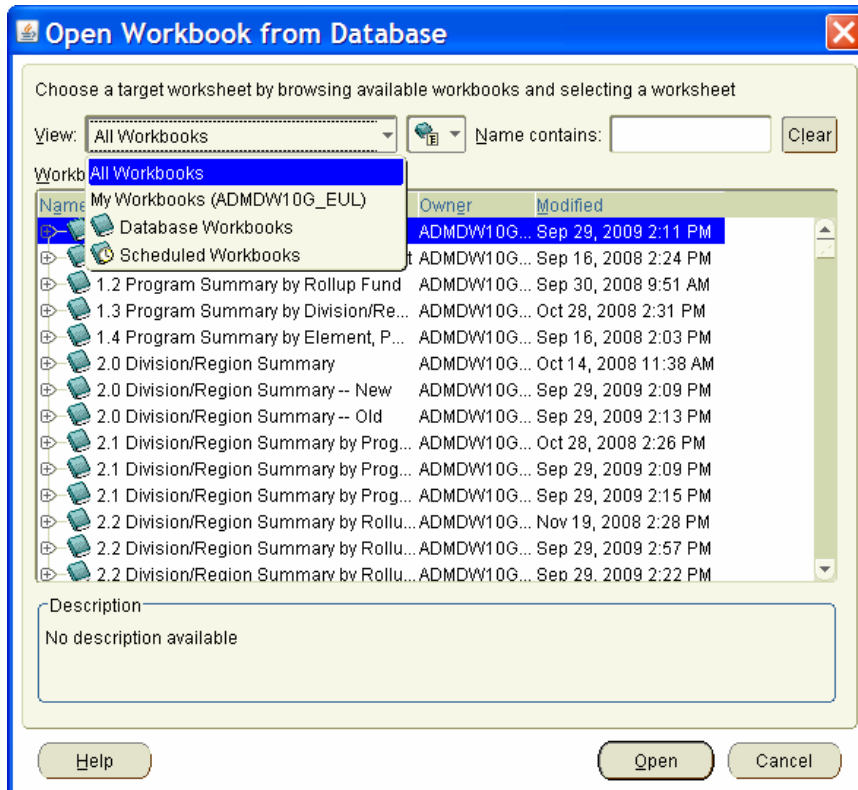 Open Workbook from Database
Choose a target worksheet by browsing available workbooks and selecting a worksheet
View: All Workbooks Name contains: Clear
Workb
All Workbooks
My Workbooks (ADMDW10G_EUL)
Database Workbooks
Scheduled Workbooks
Name Owner Modified
ADMDW10G... Sep 29, 2009 2:11 PM
t ADMDW10G... Sep 16, 2008 2:24 PM
1.2 Program Summary by Rollup Fund ADMDW10G... Sep 30, 2008 9:51 AM
1.3 Program Summary by Division/Re... ADMDW10G... Oct 28, 2008 2:31 PM
1.4 Program Summary by Element, P... ADMDW10G... Sep 16, 2008 2:03 PM
2.0 Division/Region Summary ADMDW10G... Oct 14, 2008 11:38 AM
2.0 Division/Region Summary -- New ADMDW10G... Sep 29, 2009 2:09 PM
2.0 Division/Region Summary -- Old ADMDW10G... Sep 29, 2009 2:13 PM
2.1 Division/Region Summary by Prog... ADMDW10G... Oct 28, 2008 2:26 PM
2.1 Division/Region Summary by Prog... ADMDW10G... Sep 29, 2009 2:09 PM
2.1 Division/Region Summary by Prog... ADMDW10G... Sep 29, 2009 2:15 PM
2.2 Division/Region Summary by Rollu... ADMDW10G... Nov 19, 2008 2:28 PM
2.2 Division/Region Summary by Rollu... ADMDW10G... Sep 29, 2009 2:57 PM
2.2 Division/Region Summary by Rollu... ADMDW10G... Sep 29, 2009 2:22 PM
Description
No description available
Help Open Cancel